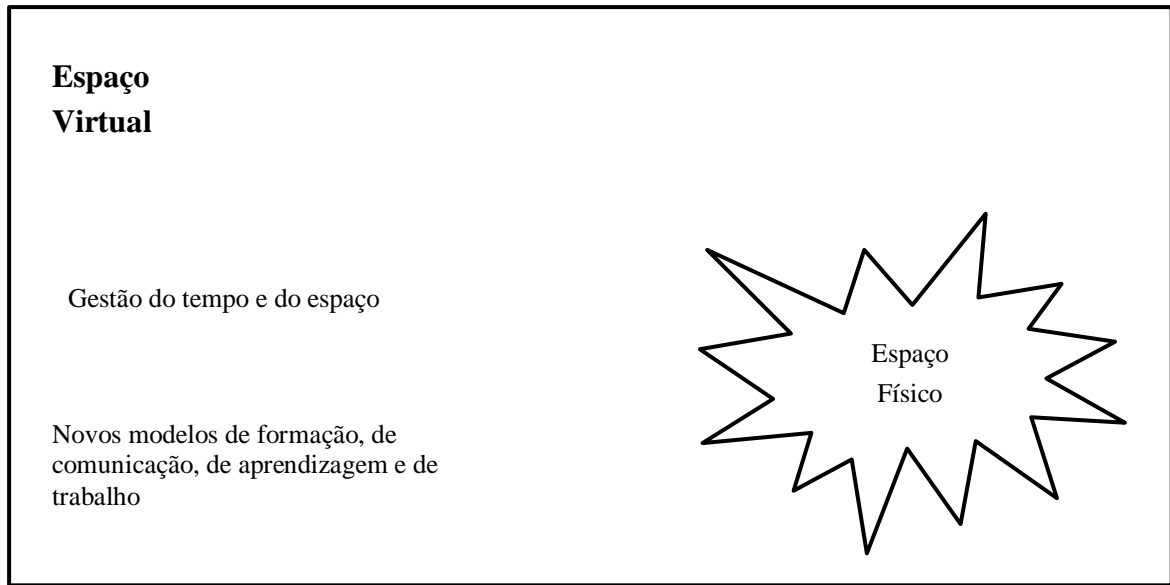 Espaço
Virtual
Gestão do tempo e do espaço
Espaço
Físico
Novos modelos de formação, de
comunicação, de aprendizagem e de
trabalho